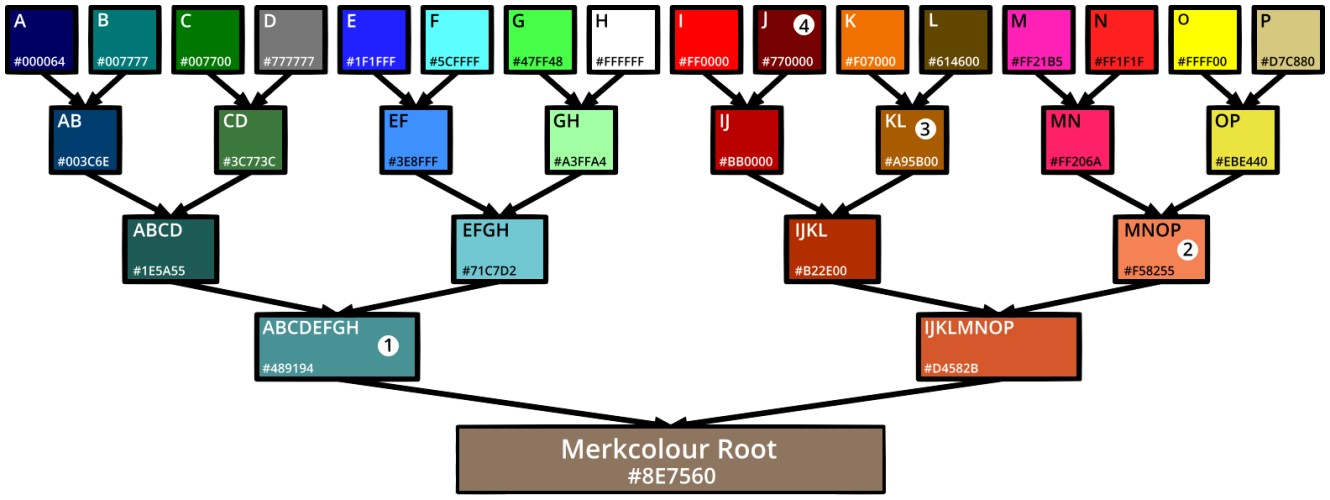 A
#000064
B
#007777
C
#007700
D
#777777
E
#1F1FFF
F
#5CFFFF
G
#47FF48
H
#FFFFFF
I
#FF0000
J 4
#770000
K
#F07000
L
#614600
M
#FF21B5
N
#FF1F1F
O
#FFFF00
P
#D7C880
AB
#003C6E
CD
#3C773C
EF
#3E8FFF
GH
#A3FFA4
IJ
#BB0000
KL 3
#A95B00
MN
#FF206A
OP
#EBE440
ABCD
#1E5A55
EFGH
#71C7D2
IJKL
#B22E00
MNOP
2
#F58255
ABCDEFGH
1
#489194
IJKLMNOP
#D4582B
Merkcolour Root
#8E7560